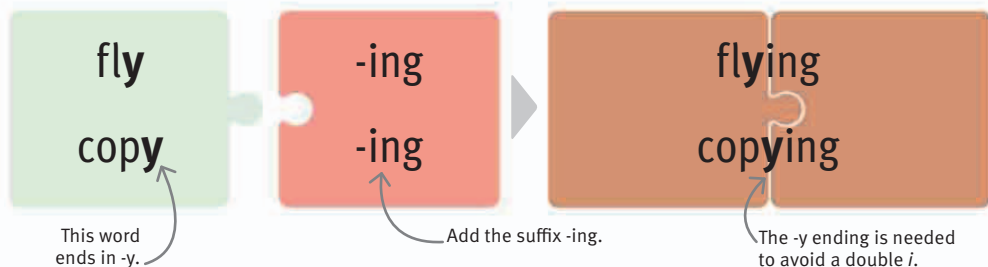 fly
-ing
flying
copy
-ing
copying
This word
ends in -y.
Add the suffix -ing.
The -y ending is needed
to avoid a double i.